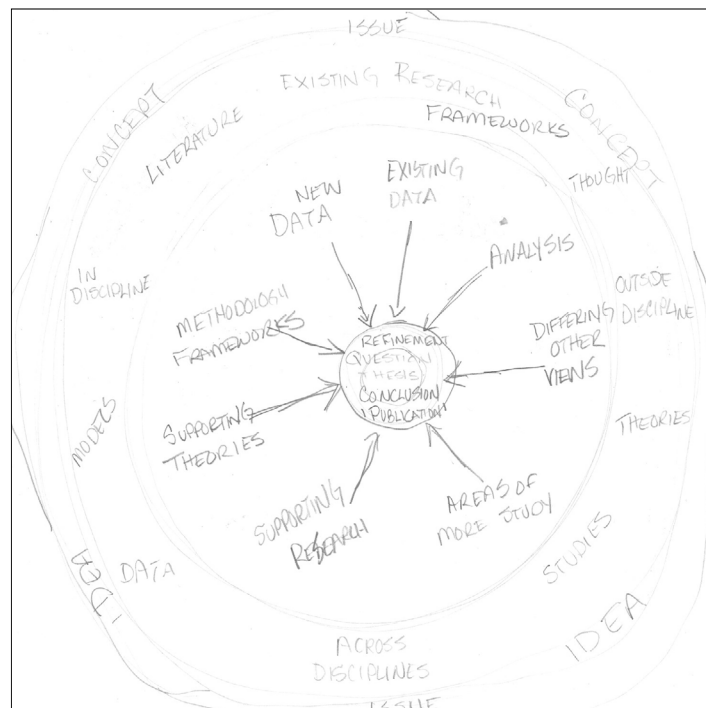 ISSUE
EXISTING RESEARCH
FRAMEWORKS
CONCEPT
LITERATURE
CONCEPT
THOUGHT
NEW
DATA
EXISTING
DATA
ANALYSIS
IN
DISCIPLINE
OUTSIDE
DISCIPLINE
METHODOLOGY
FRAMEWORKS
DIFFERING
OTHER
VIEWS
REFINEMENT
QUESTION
THESIS
CONCLUSION
PUBLICATION
MODELS
SUPPORTING
THEORIES
THEORIES
SUPPORTING
RESEARCH
AREAS OF
MORE STUDY
IDEA
DATA
STUDIES
IDEA
ACROSS
DISCIPLINES
ISSUE